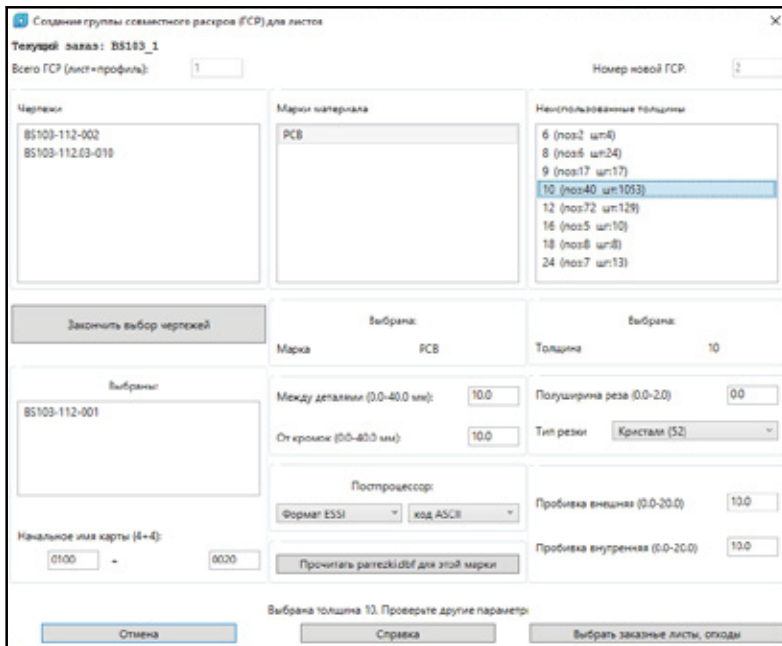 Создание группы совместного раскроя (ГСР) для листов
Текущий заказ: BS103_1
Всего ГСР (лист+профиль): 1
Номер новой ГСР: 2
Чертежи
BS103-112-002
BS103-112.03-010
Марки материала
PCB
Неиспользованные толщины
6 (поз:2 шт:4)
8 (поз:6 шт:24)
9 (поз:17 шт:17)
10 (поз:40 шт:1053)
12 (поз:72 шт:129)
16 (поз:5 шт:10)
18 (поз:8 шт:8)
24 (поз:7 шт:13)
Закончить выбор чертежей
Выбрана:
Марка PCB
Выбрана:
Толщина 10
Выбраны:
BS103-112-001
Между деталями (0.0-40.0 мм): 10.0
От кромок (0.0-40.0 мм): 10.0
Полуширина реза (0.0-2.0) 0.0
Тип резки Кристалл (52)
Постпроцессор:
Формат ESSI код ASCII
Пробивка внешняя (0.0-20.0) 10.0
Пробивка внутренняя (0.0-20.0) 10.0
Начальное имя карты (4+4):
0100 + 0020
Прочитать parrezki.dbf для этой марки
Выбрана толщина 10. Проверьте другие параметр
Отмена
Справка
Выбрать заказные листы, отходы